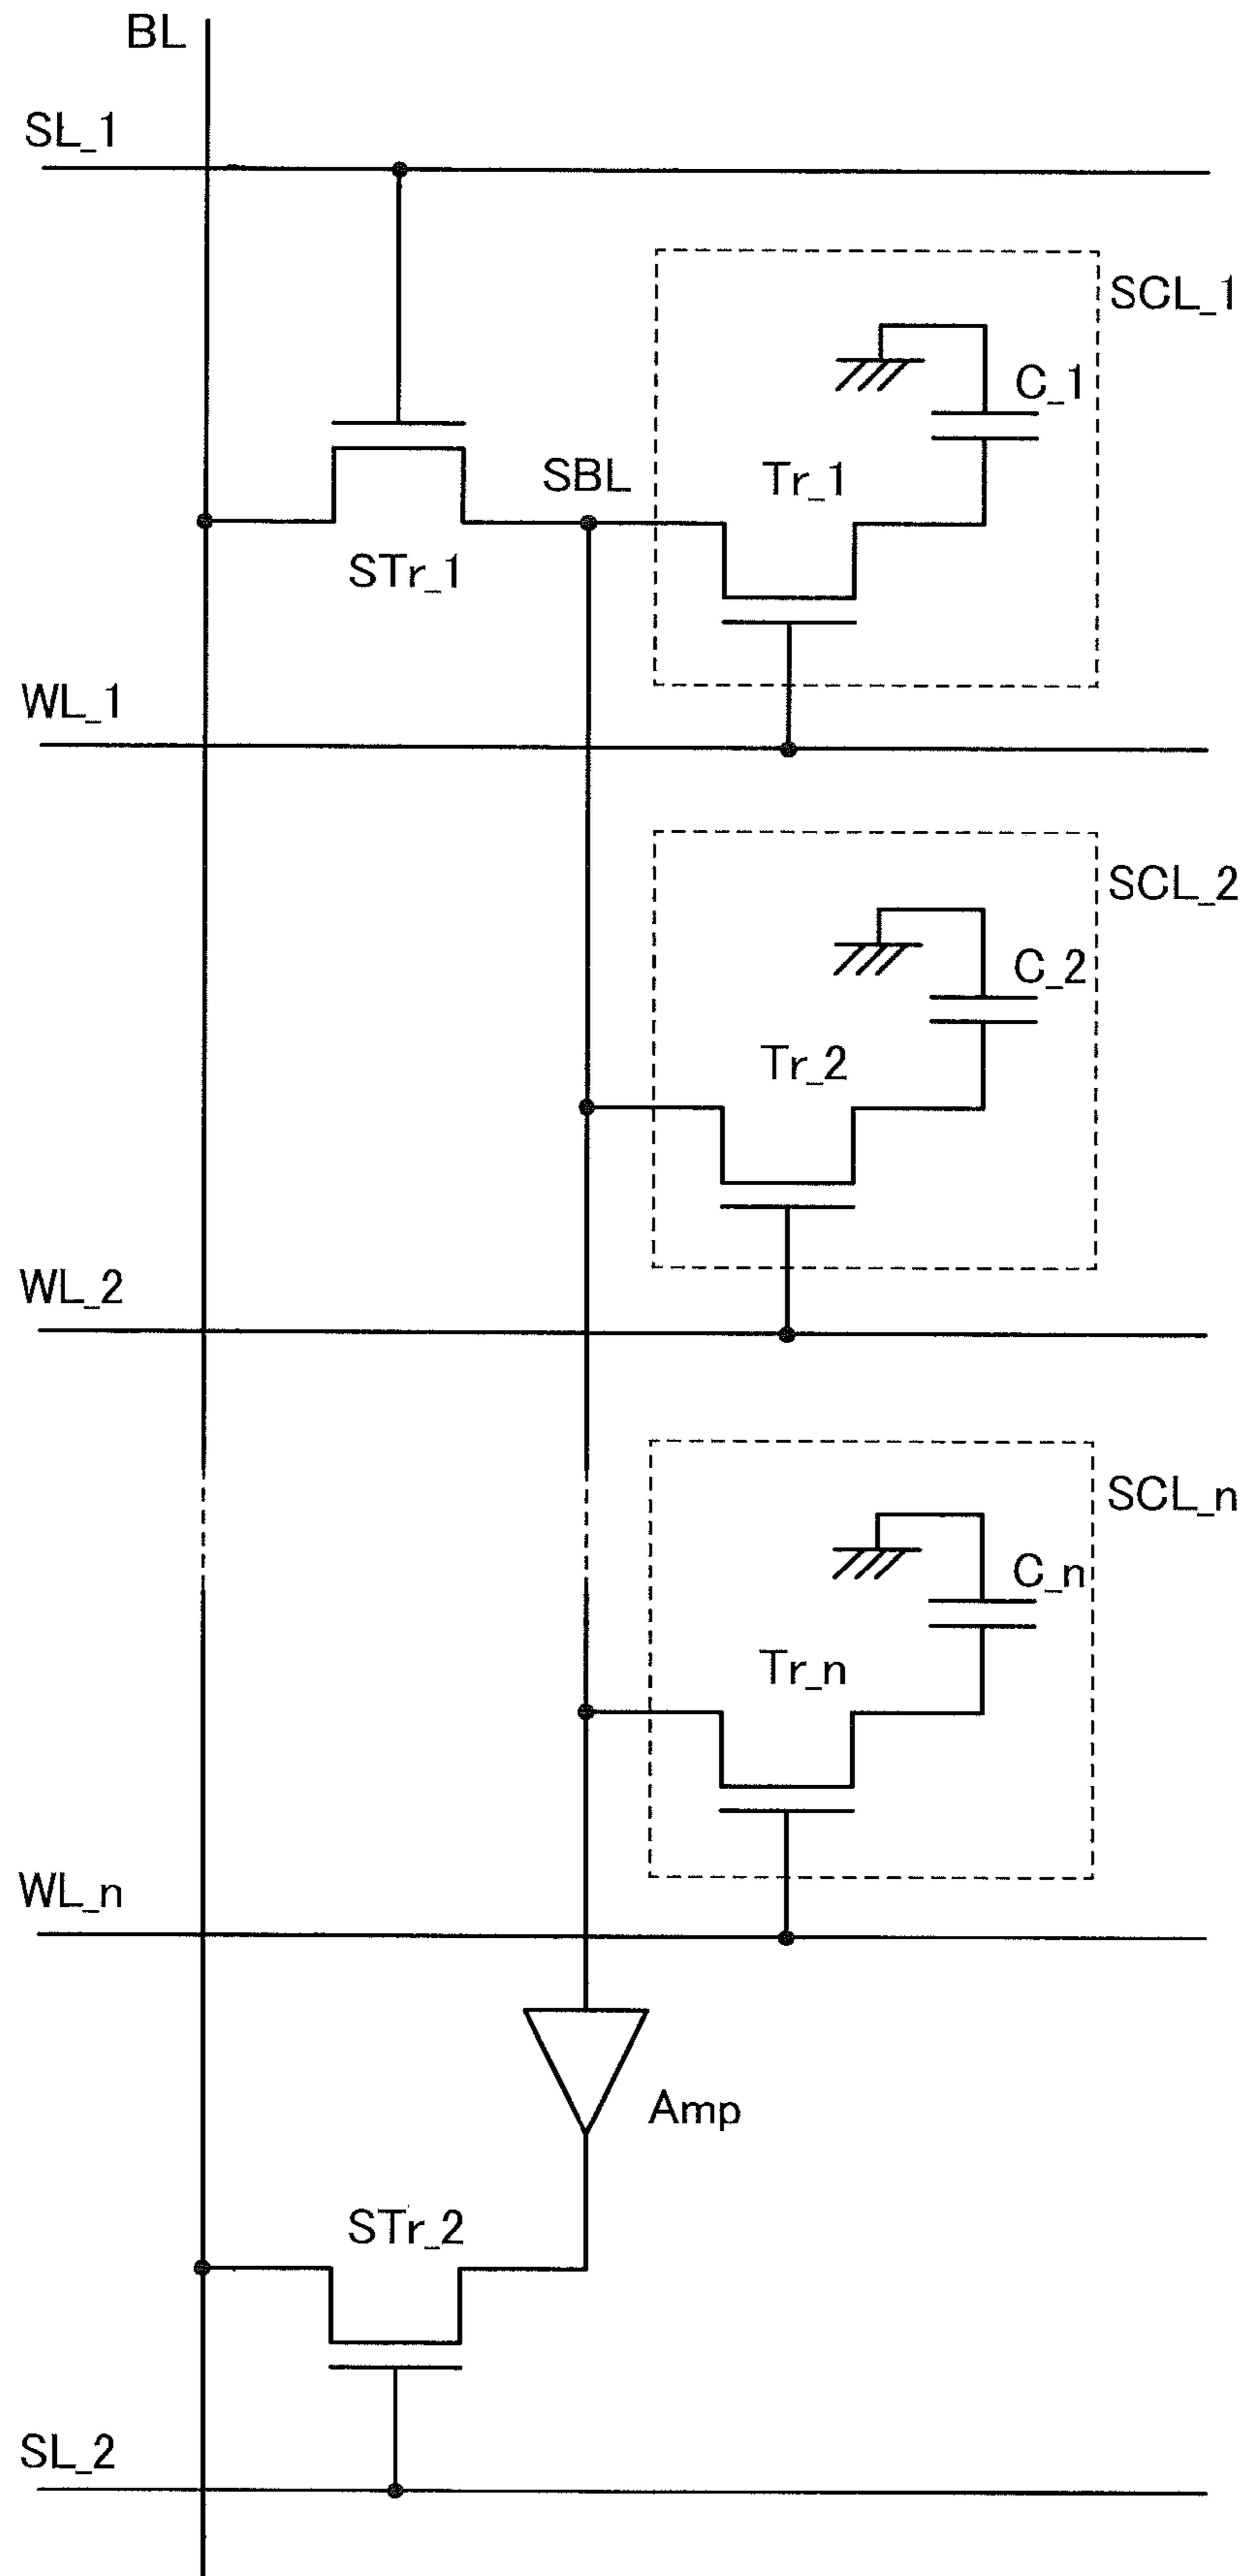 BL
SL_1
SCL_1
C_1
SBL
Tr_1
STr_1
WL_1
SCL_2
C_2
Tr_2
WL_2
SCL_n
C_n
Tr_n
WL_n
Amp
STr_2
SL_2